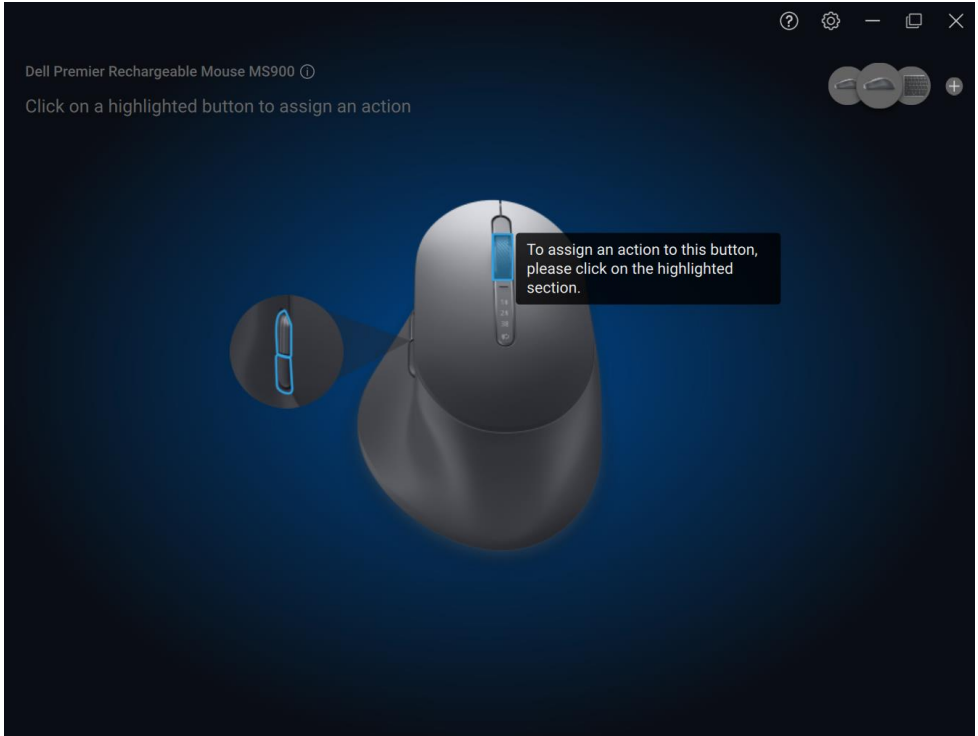 Dell Premier Rechargeable Mouse MS900
Click on a highlighted button to assign an action
To assign an action to this button,
please click on the highlighted
section.